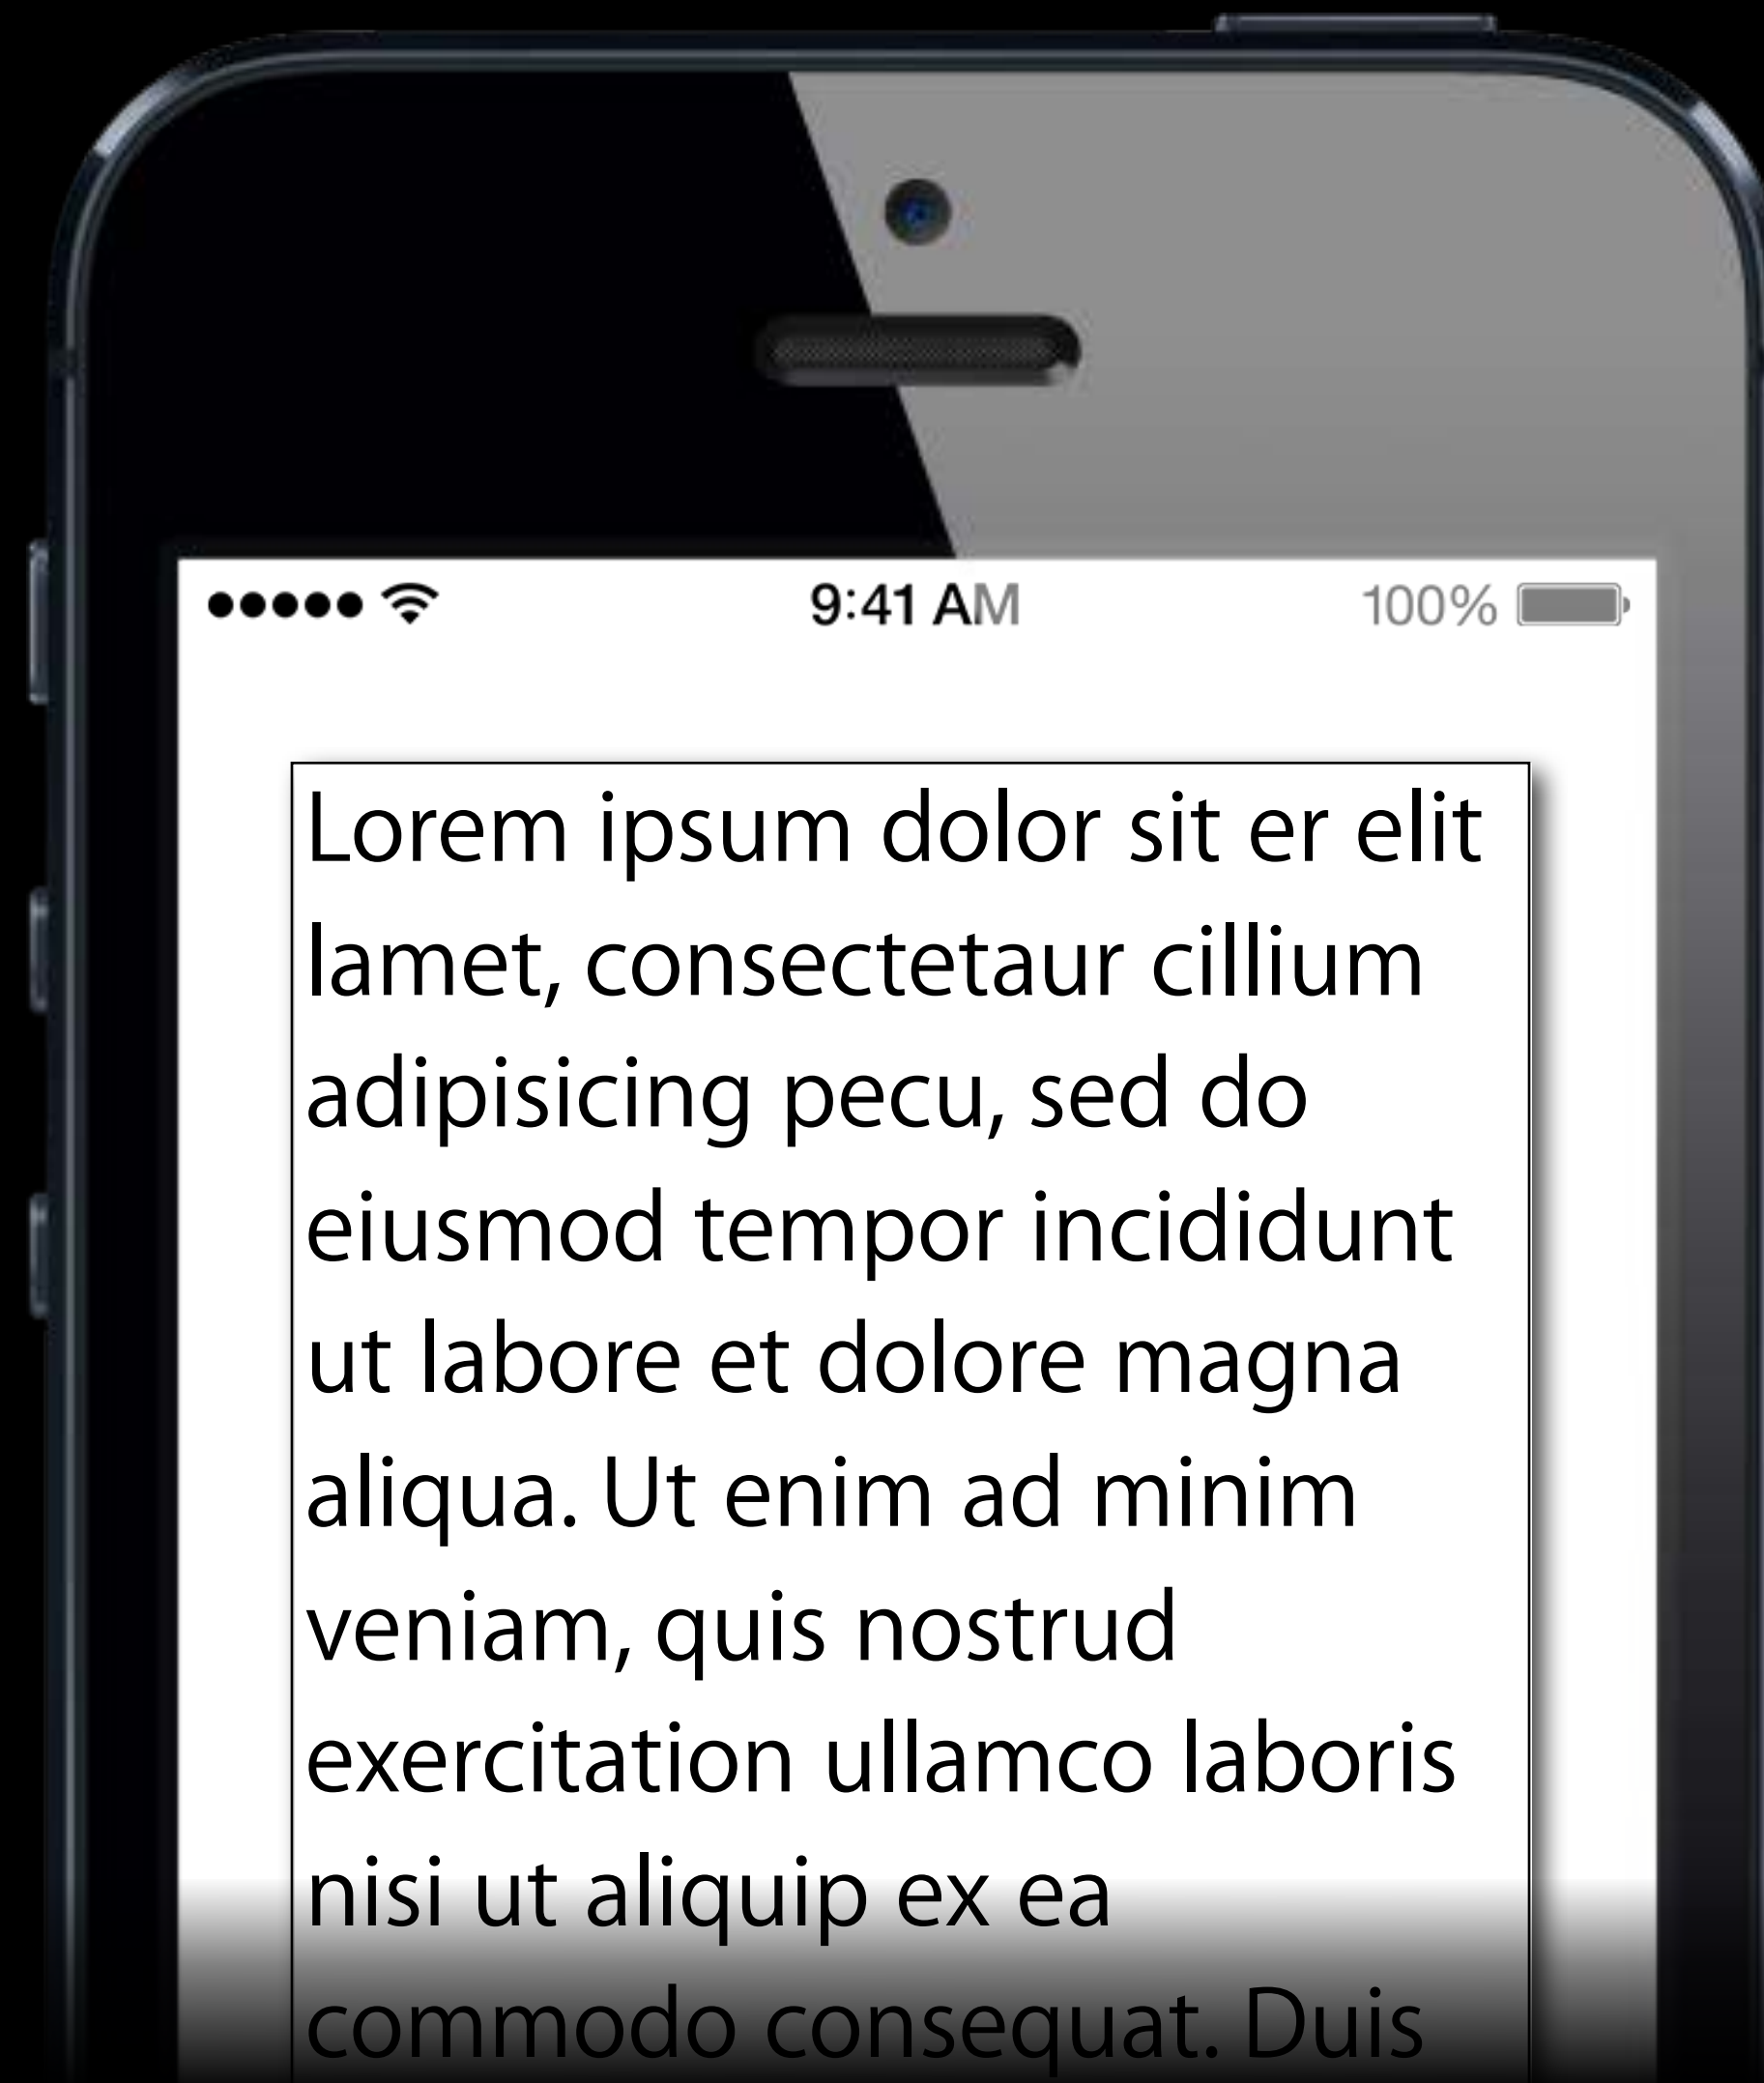 9:41 AM 100%
Lorem ipsum dolor sit er elit
lamet, consectetaur cillium
adipisicing pecu, sed do
eiusmod tempor incididunt
ut labore et dolore magna
aliqua. Ut enim ad minim
veniam, quis nostrud
exercitation ullamco laboris
nisi ut aliquip ex ea
commodo consequat. Duis